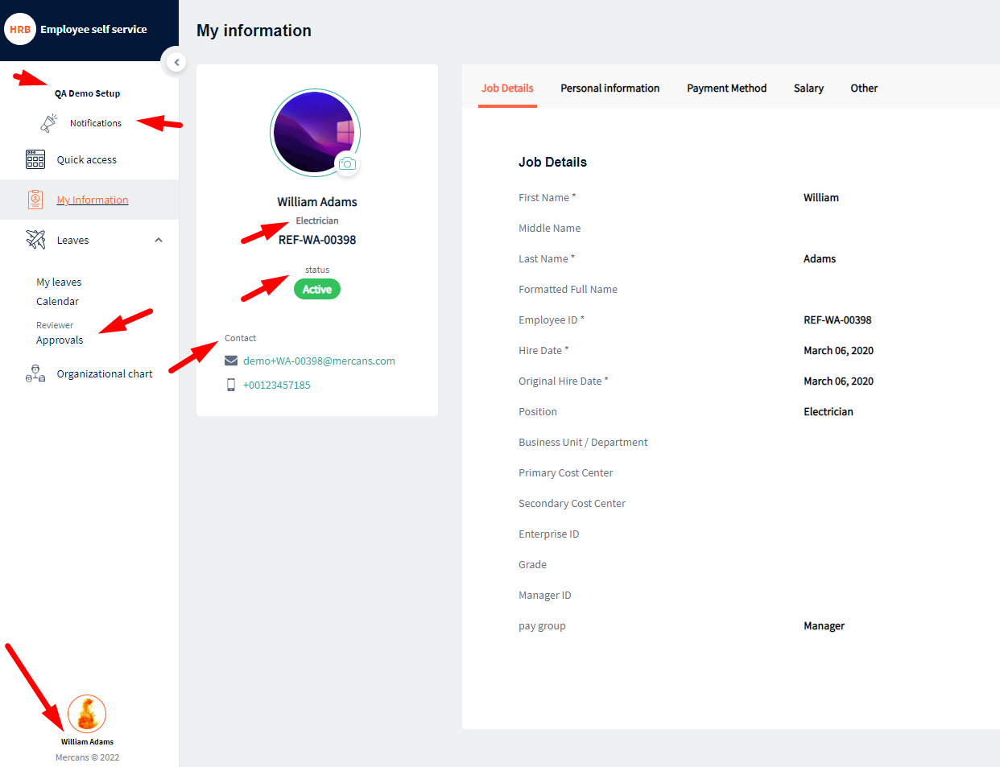 HRB Employee self service
QA Demo Setup
Notifications
Quick access
My Information
Leaves
My leaves
Calendar
Reviewer
Approvals
Organizational chart
William Adams
Mercans © 2022
My information
William Adams
Electrician
REF-WA-00398
status
Active
Contact
demo+WA-00398@mercans.com
+00123457185
Job Details Personal information Payment Method Salary Other
Job Details
First Name * William
Middle Name
Last Name * Adams
Formatted Full Name
Employee ID * REF-WA-00398
Hire Date * March 06, 2020
Original Hire Date * March 06, 2020
Position Electrician
Business Unit / Department
Primary Cost Center
Secondary Cost Center
Enterprise ID
Grade
Manager ID
pay group Manager